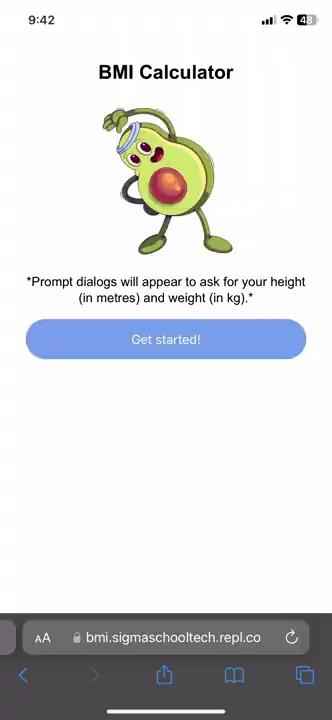 9:42
48
BMI Calculator
*Prompt dialogs will appear to ask for your height
(in metres) and weight (in kg).*
Get started!
AA
bmi.sigmaschooltech.repl.co